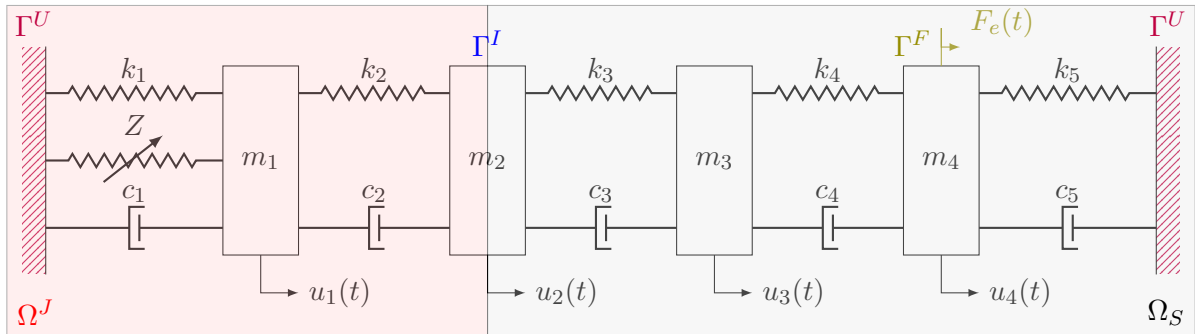 Γ^U Γ^I Γ^F F_e(t) Γ^U
k_1 k_2 k_3 k_4 k_5
Z
m_1 m_2 m_3 m_4
c_1 c_2 c_3 c_4 c_5
u_1(t) u_2(t) u_3(t) u_4(t)
Ω^J Ω_S